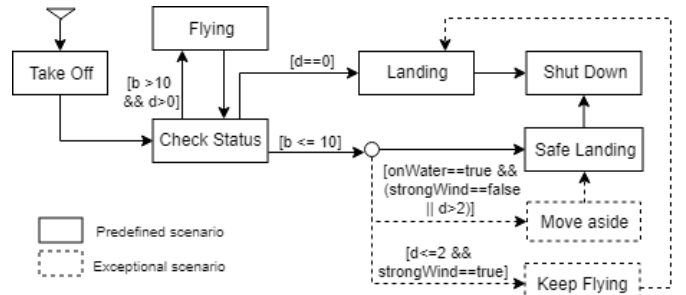 Flying
[d==0]
Take Off
Landing
Shut Down
[b >10
&& d>0]
Check Status
[b <= 10]
Safe Landing
[onWater==true &&
(strongWind==false
|| d>2)]
Move aside
Predefined scenario
[d<=2 &&
strongWind==true]
Exceptional scenario
Keep Flying